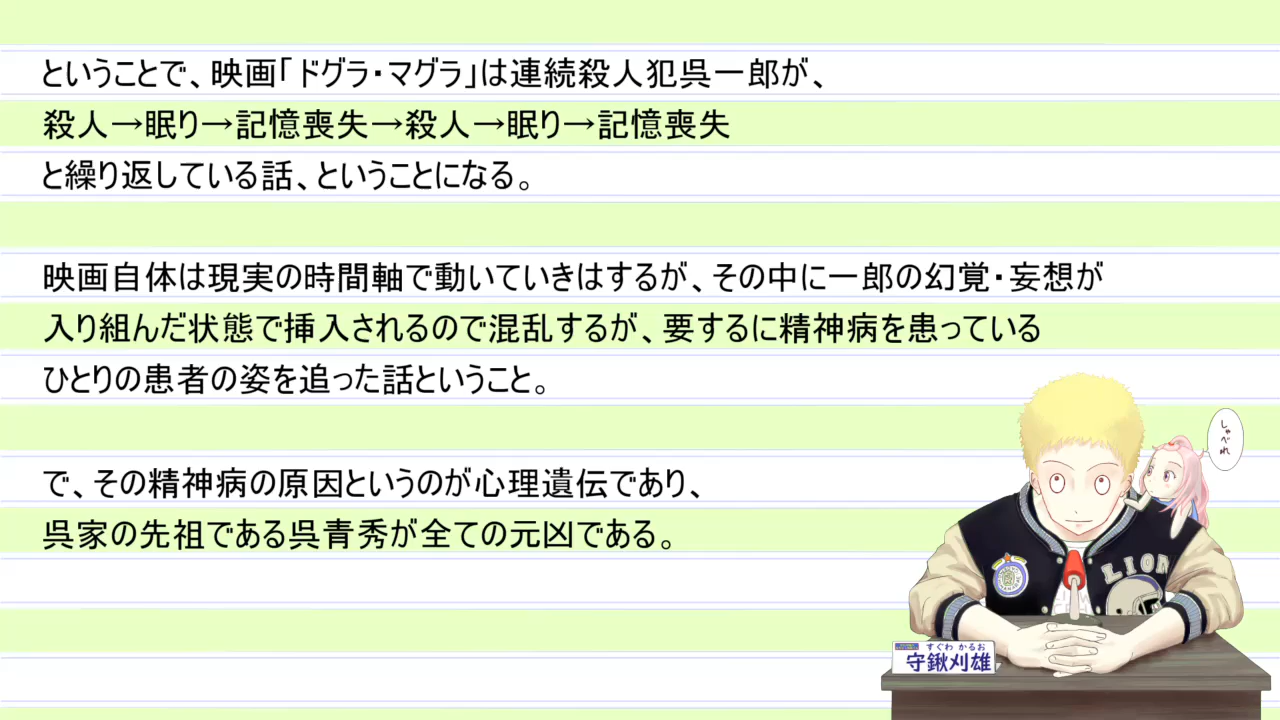 ということで、映画「ドグラ・マグラ」は連続殺人犯呉一郎が、
殺人→眠り→記憶喪失→殺人→眠り→記憶喪失
と繰り返している話、ということになる。
映画自体は現実の時間軸で動いていきはするが、その中に一郎の幻覚・妄想が
入り組んだ状態で挿入されるので混乱するが、要するに精神病を患っている
ひとりの患者の姿を追った話ということ。
で、その精神病の原因というのが心理遺伝であり、
呉家の先祖である呉青秀が全ての元凶である。
しゃべれ
LION
すぐわ かるお
守鍬刈雄